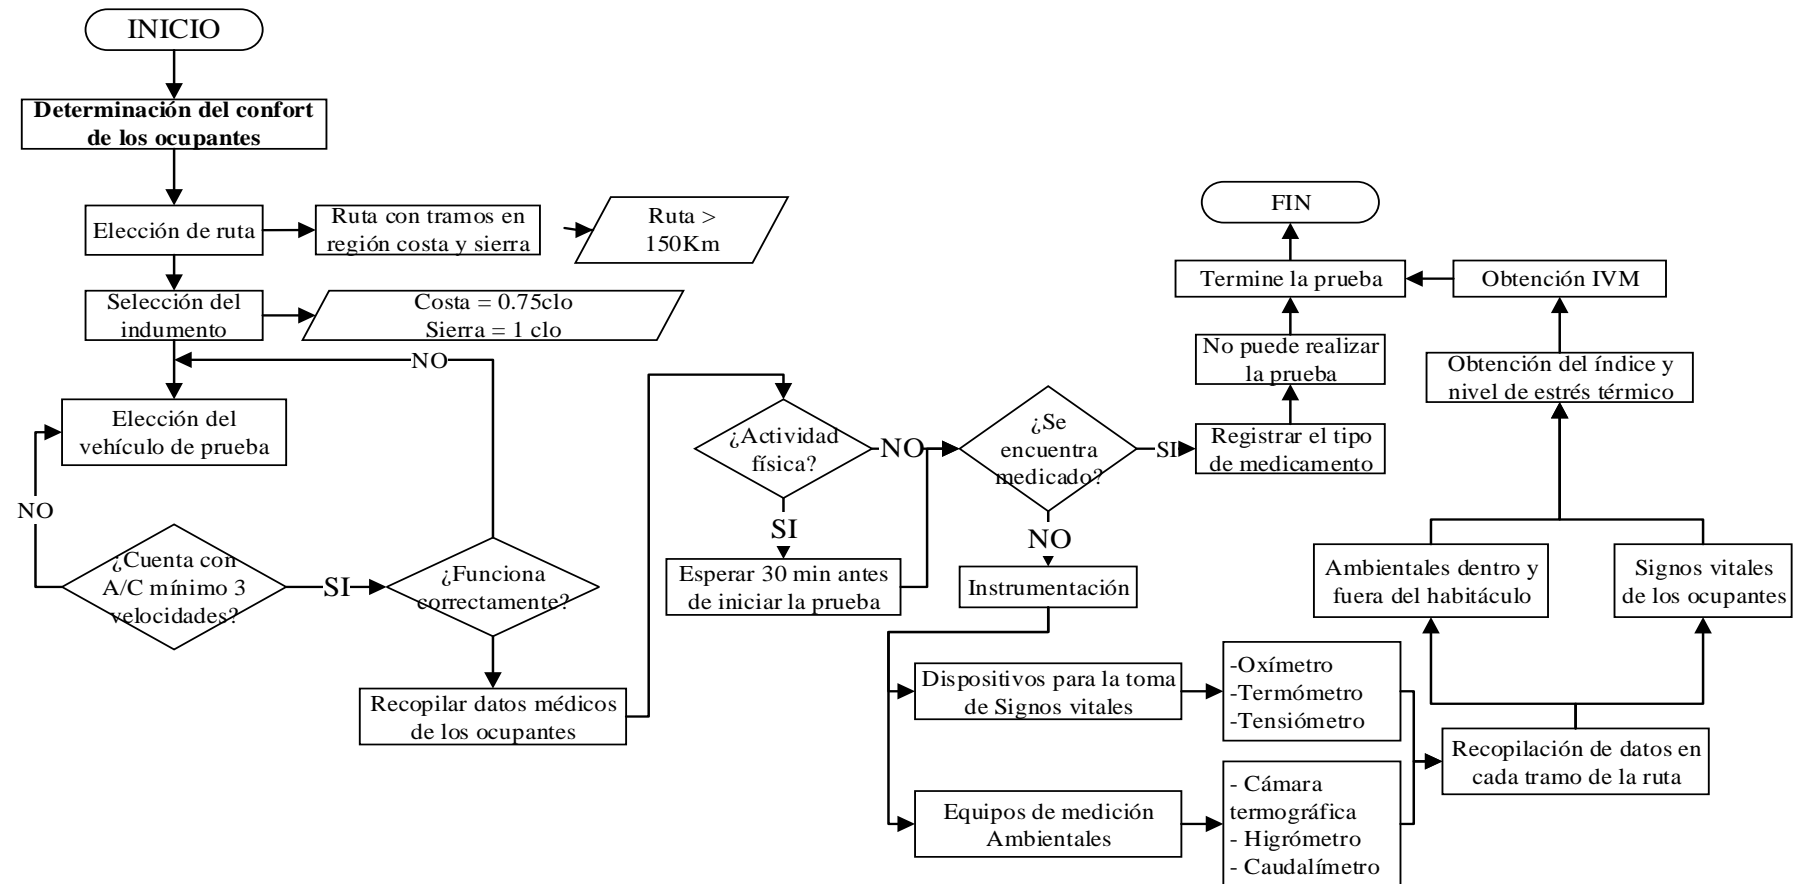 INICIO
Determinación del confort
de los ocupantes
Elección de ruta
Ruta con tramos en
región costa y sierra
Ruta >
150Km
Selección del
indumento
Costa = 0.75clo
Sierra = 1 clo
NO
Elección del
vehículo de prueba
NO
¿Cuenta con
A/C mínimo 3
velocidades?
SI
¿Funciona
correctamente?
Recopilar datos médicos
de los ocupantes
¿Actividad
física?
NO
SI
Esperar 30 min antes
de iniciar la prueba
¿Se
encuentra
medicado?
SI
NO
Registrar el tipo
de medicamento
No puede realizar
la prueba
Termine la prueba
FIN
Instrumentación
Dispositivos para la toma
de Signos vitales
-Oxímetro
-Termómetro
-Tensiómetro
Equipos de medición
Ambientales
- Cámara
termográfica
- Higrómetro
- Caudalímetro
Recopilación de datos en
cada tramo de la ruta
Ambientales dentro y
fuera del habitáculo
Signos vitales
de los ocupantes
Obtención del índice y
nivel de estrés térmico
Obtención IVM